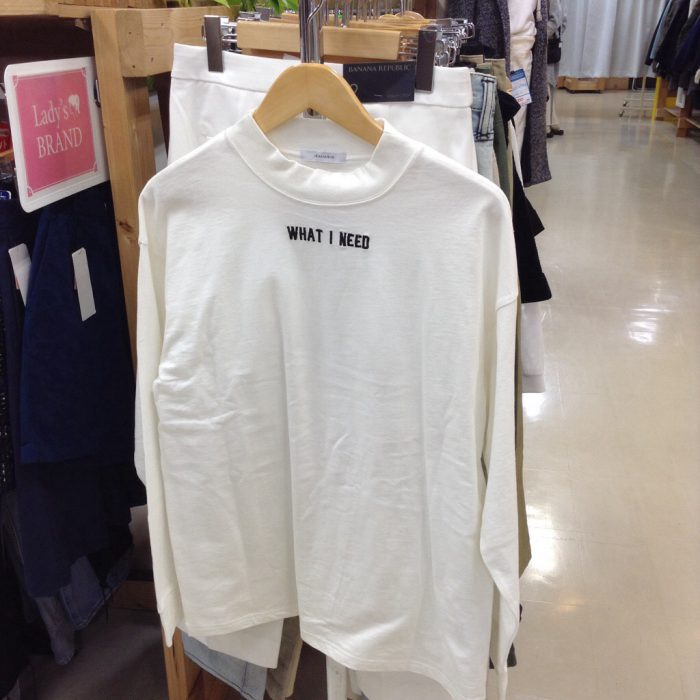 Lady's
BRAND
BANANA REPUBLIC
WHAT I NEED